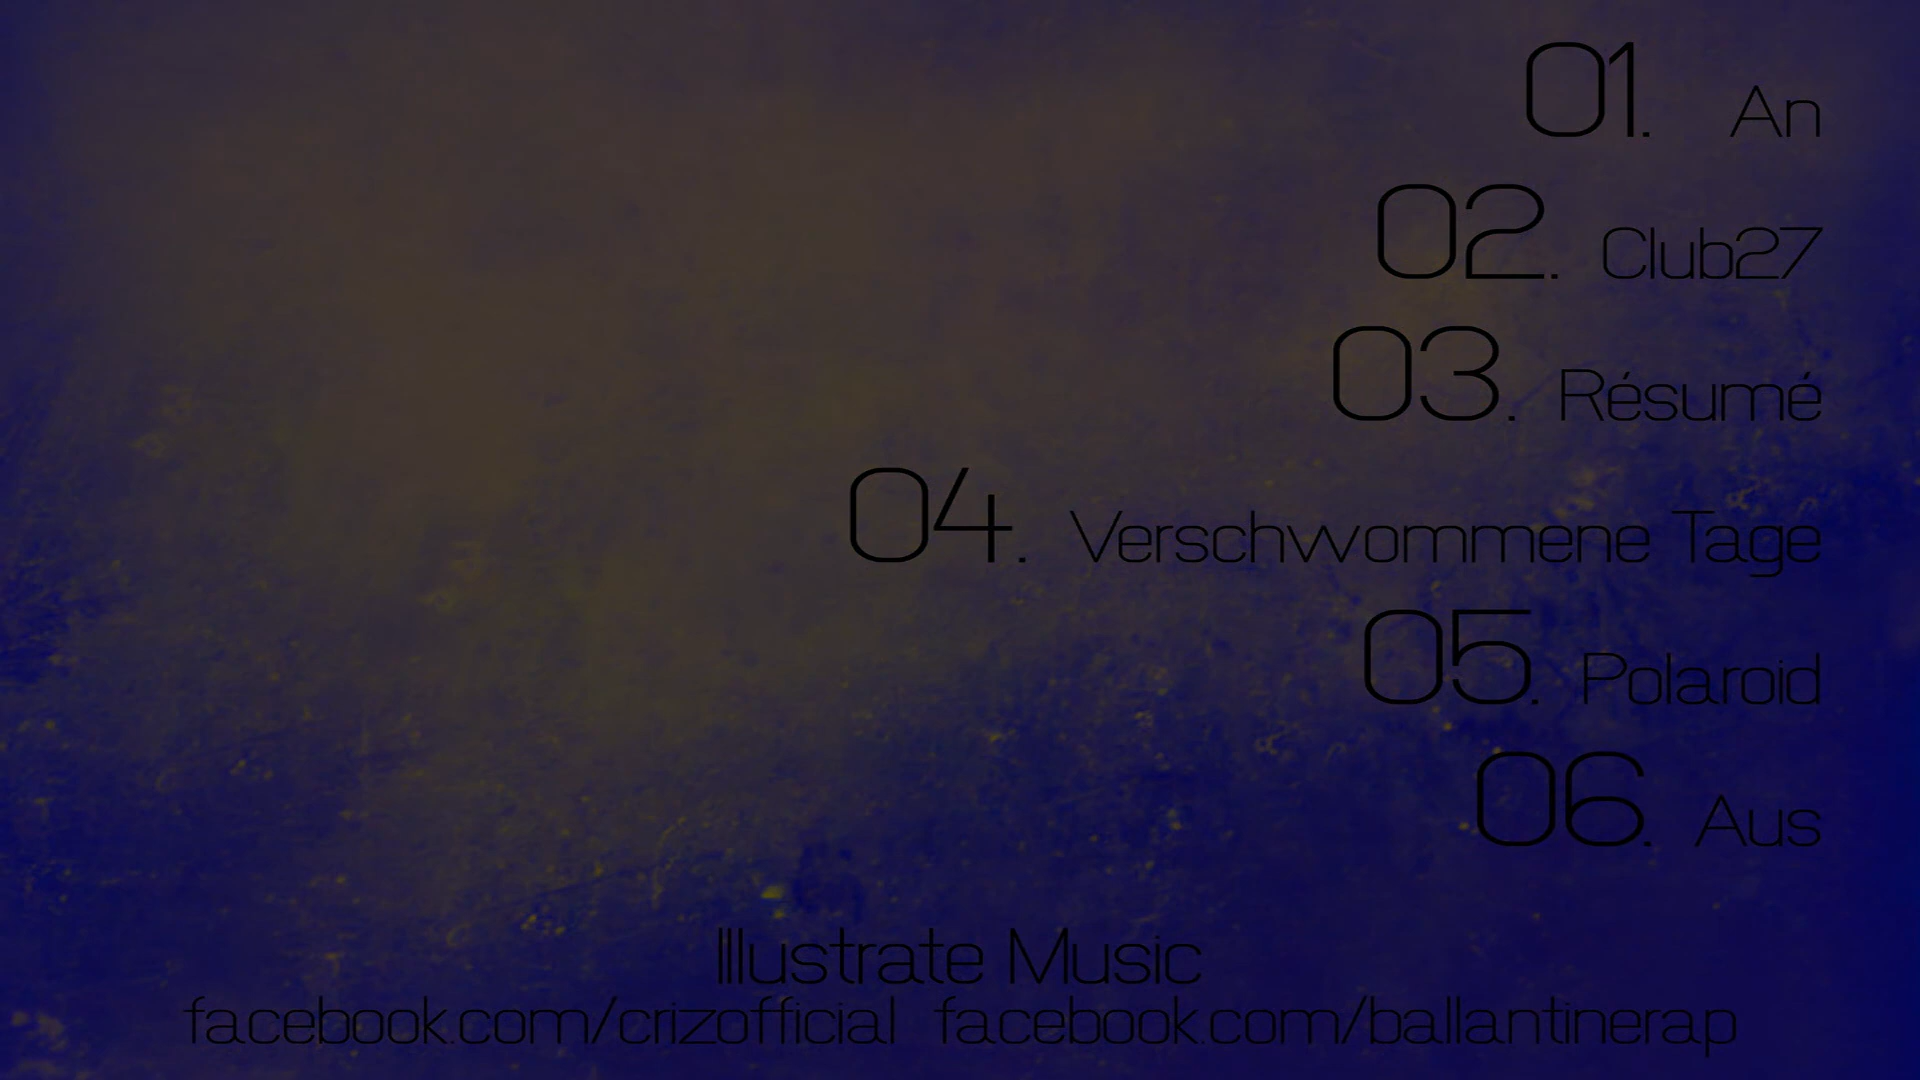 01. An
02. Club27
03. Résumé
04. Verschwommene Tage
05. Polaroid
06. Aus
Illustrate Music
facebook.com/crizofficial facebook.com/ballantinerap